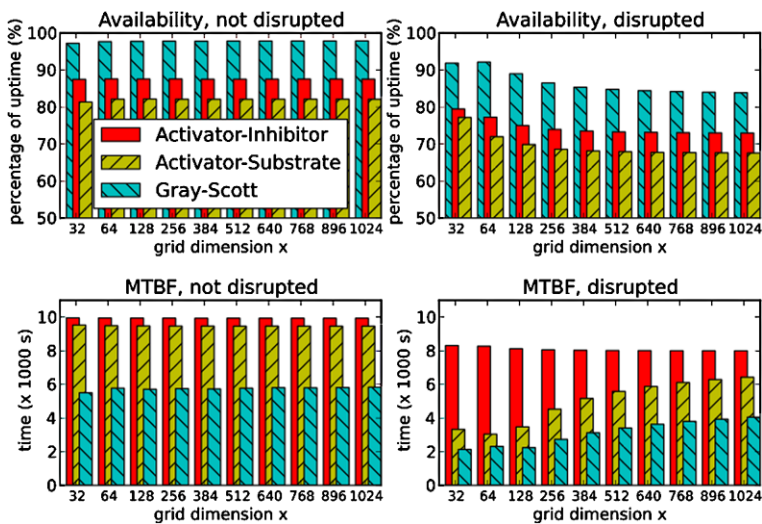 Availability, not disrupted
percentage of uptime (%)
100
90
80
70
60
50
Activator-Inhibitor
Activator-Substrate
Gray-Scott
32 64 128 256 384 512 640 768 896 1024
grid dimension x
Availability, disrupted
percentage of uptime (%)
100
90
80
70
60
50
32 64 128 256 384 512 640 768 896 1024
grid dimension x
MTBF, not disrupted
time (x 1000 s)
10
8
6
4
2
0
32 64 128 256 384 512 640 768 896 1024
grid dimension x
MTBF, disrupted
time (x 1000 s)
10
8
6
4
2
0
32 64 128 256 384 512 640 768 896 1024
grid dimension x